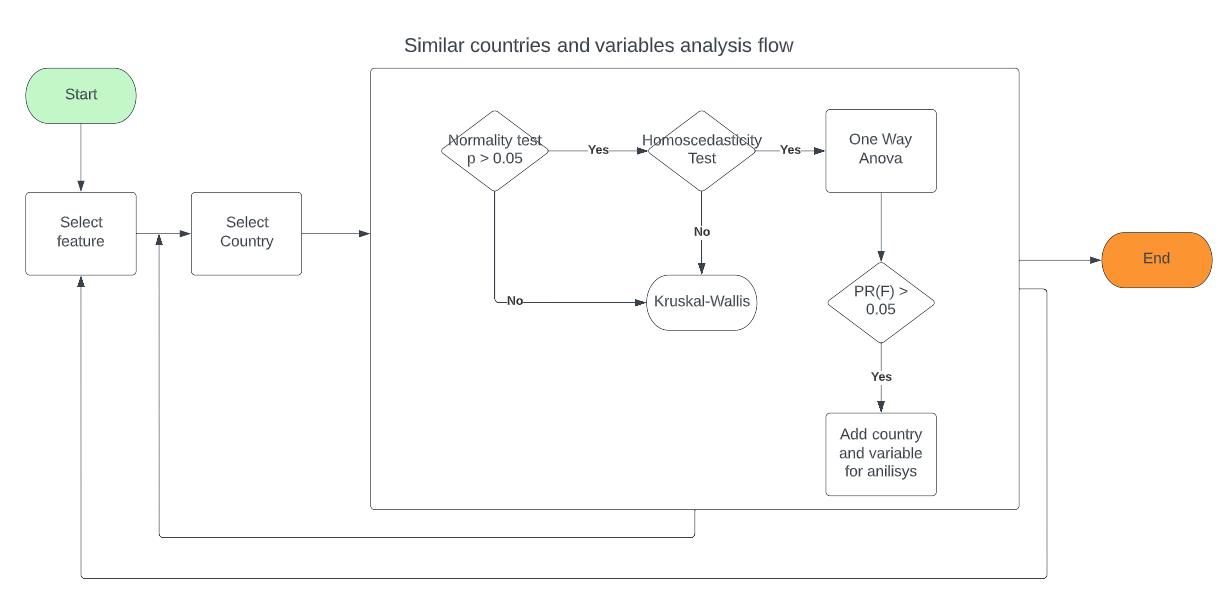 Similar countries and variables analysis flow
Start
Select
feature
Select
Country
Normality test
p > 0.05
Yes
Homoscedasticity
Test
Yes
One Way
Anova
No
No
Kruskal-Wallis
PR(F) >
0.05
Yes
Add country
and variable
for anilisys
End